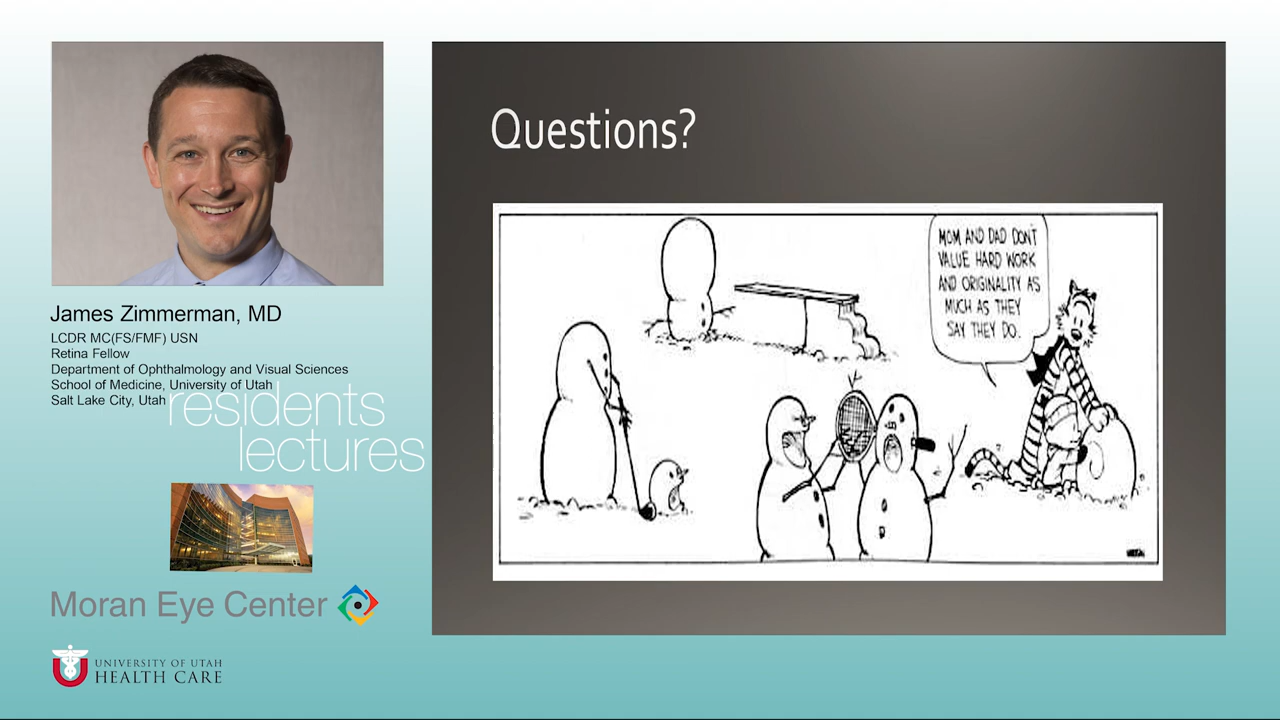 James Zimmerman, MD
LCDR MC(FS/FMF) USN
Retina Fellow
Department of Ophthalmology and Visual Sciences
School of Medicine, University of Utah
Salt Lake City, Utah
residents
lectures
Moran Eye Center
UNIVERSITY OF UTAH
HEALTH CARE
Questions?
MOM AND DAD DON'T
VALUE HARD WORK
AND ORIGINALITY AS
MUCH AS THEY
SAY THEY DO.